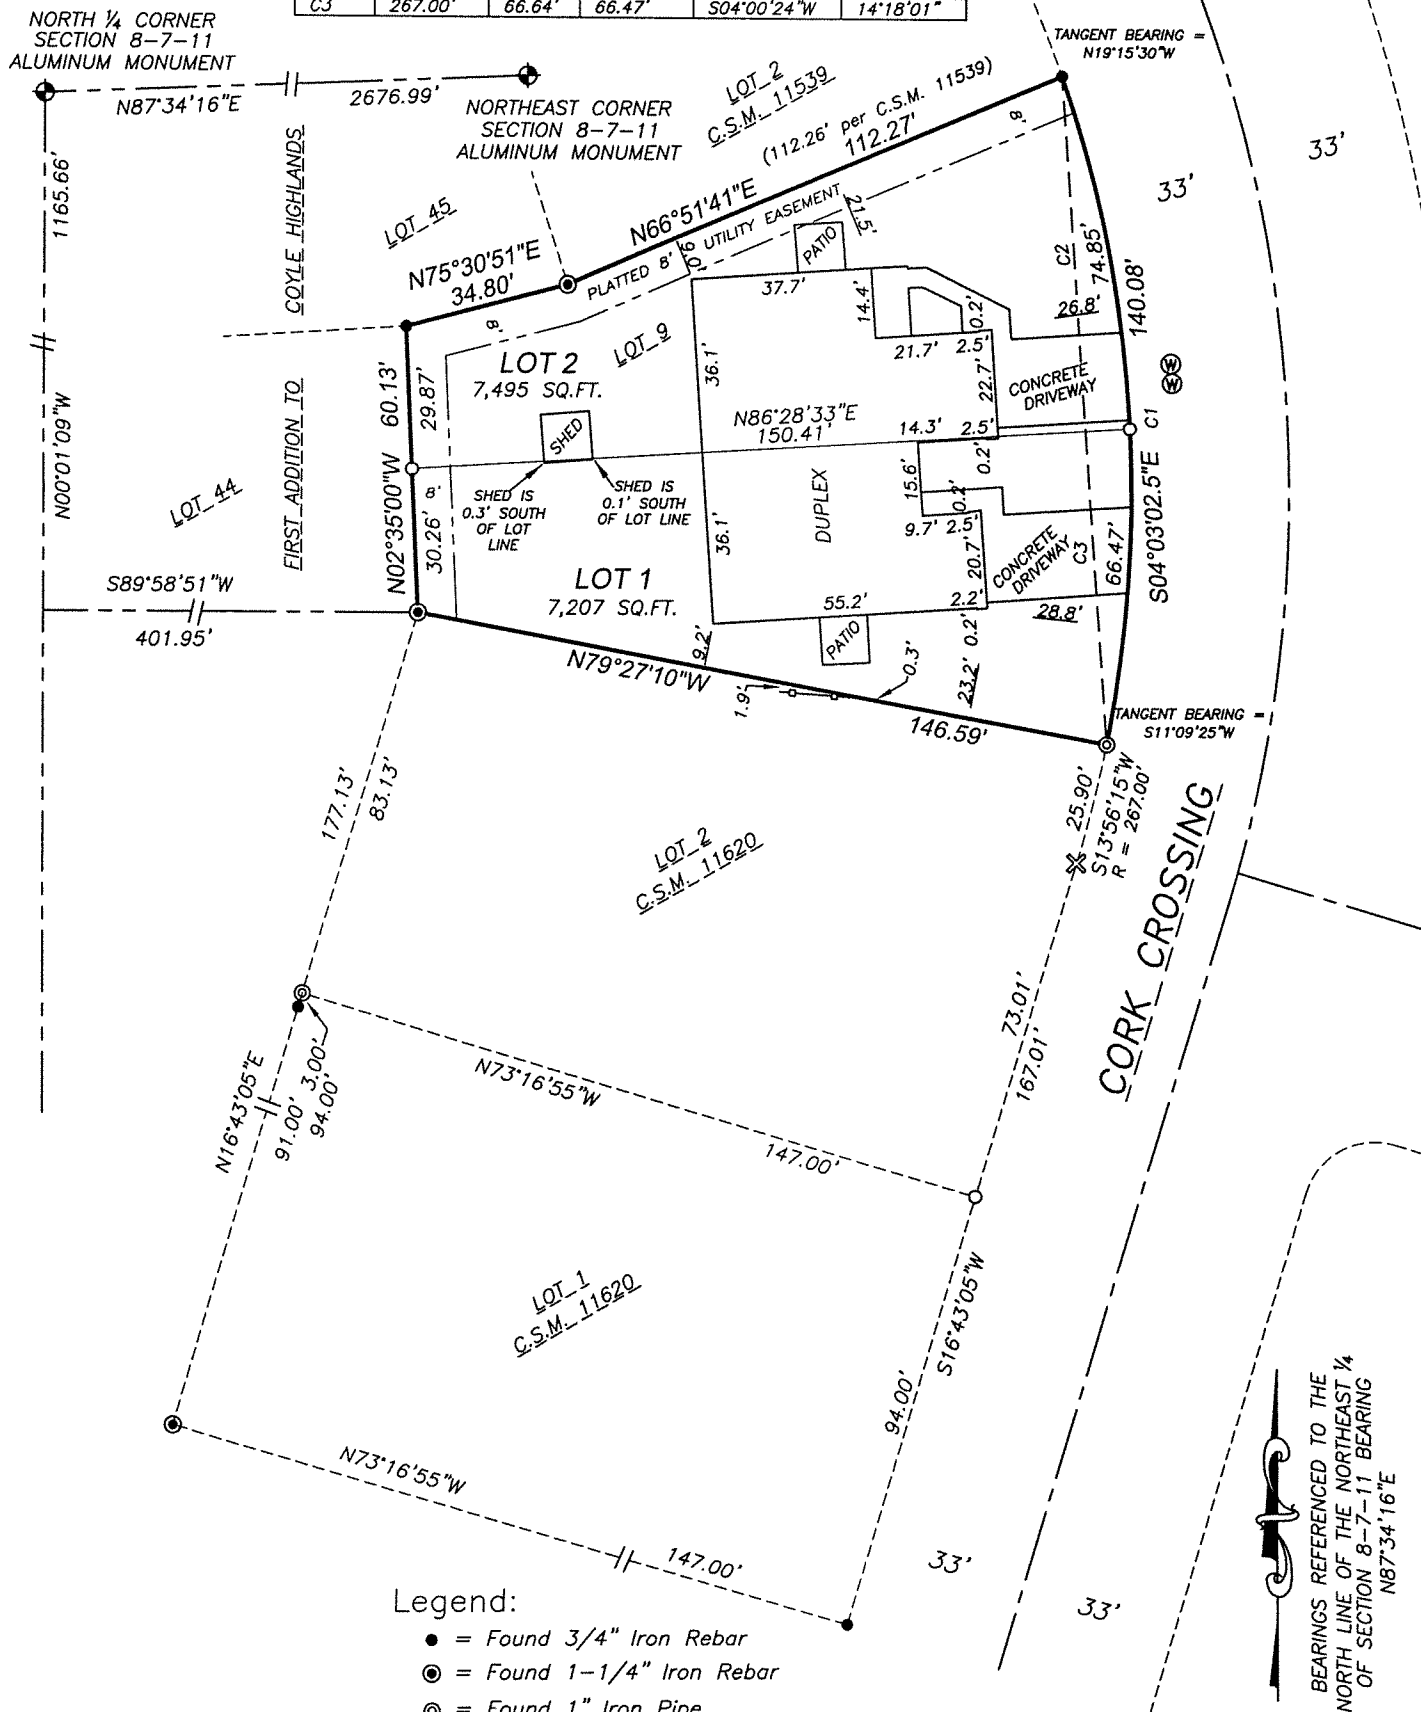 C3 267.00' 66.64' 66.47' S04°00'24"W 14°18'01"
NORTH 1/4 CORNER
SECTION 8-7-11
ALUMINUM MONUMENT
N87°34'16"E
2676.99'
NORTHEAST CORNER
SECTION 8-7-11
ALUMINUM MONUMENT
LOT 2
C.S.M. 11539
(112.26' per C.S.M. 11539)
112.27'
TANGENT BEARING =
N19°15'30"W
33'
33'
1165.66'
N00°01'09"W
COYLE HIGHLANDS
FIRST ADDITION TO
LOT 45
N75°30'51"E
34.80'
N66°51'41"E
PLATTED 8' UTILITY EASEMENT
8'
8'
9.0'
21.5'
PATIO
37.7'
14.4'
0.2'
C2
74.85'
140.08'
26.8'
LOT 2
7,495 SQ.FT.
LOT 9
60.13'
29.87'
36.1'
21.7'
2.5'
22.7'
CONCRETE
DRIVEWAY
W
W
SHED
N86°28'33"E
150.41'
14.3'
2.5'
C1
LOT 44
N02°35'00"W
8'
30.26'
SHED IS
0.3' SOUTH
OF LOT
LINE
SHED IS
0.1' SOUTH
OF LOT LINE
DUPLEX
15.6'
0.2'
0.2'
9.7'
2.5'
36.1'
20.7'
CONCRETE
DRIVEWAY
C3
66.47'
S04°03'02.5"E
S89°58'51"W
401.95'
LOT 1
7,207 SQ.FT.
55.2'
2.2'
28.8'
PATIO
9.2'
0.2'
23.2'
0.3'
1.9'
N79°27'10"W
146.59'
TANGENT BEARING =
S11°09'25"W
177.13'
83.13'
25.90'
S13°56'15"W
R = 267.00'
LOT 2
C.S.M. 11620
CORK CROSSING
73.01'
167.01'
N16°43'05"E
3.00'
91.00'
94.00'
N73°16'55"W
147.00'
LOT 1
C.S.M. 11620
S16°43'05"W
94.00'
N73°16'55"W
147.00'
33'
33'
BEARINGS REFERENCED TO THE
NORTH LINE OF THE NORTHEAST 1/4
OF SECTION 8-7-11 BEARING
N87°34'16"E
Legend:
= Found 3/4" Iron Rebar
= Found 1-1/4" Iron Rebar
= Found 1" Iron Pipe